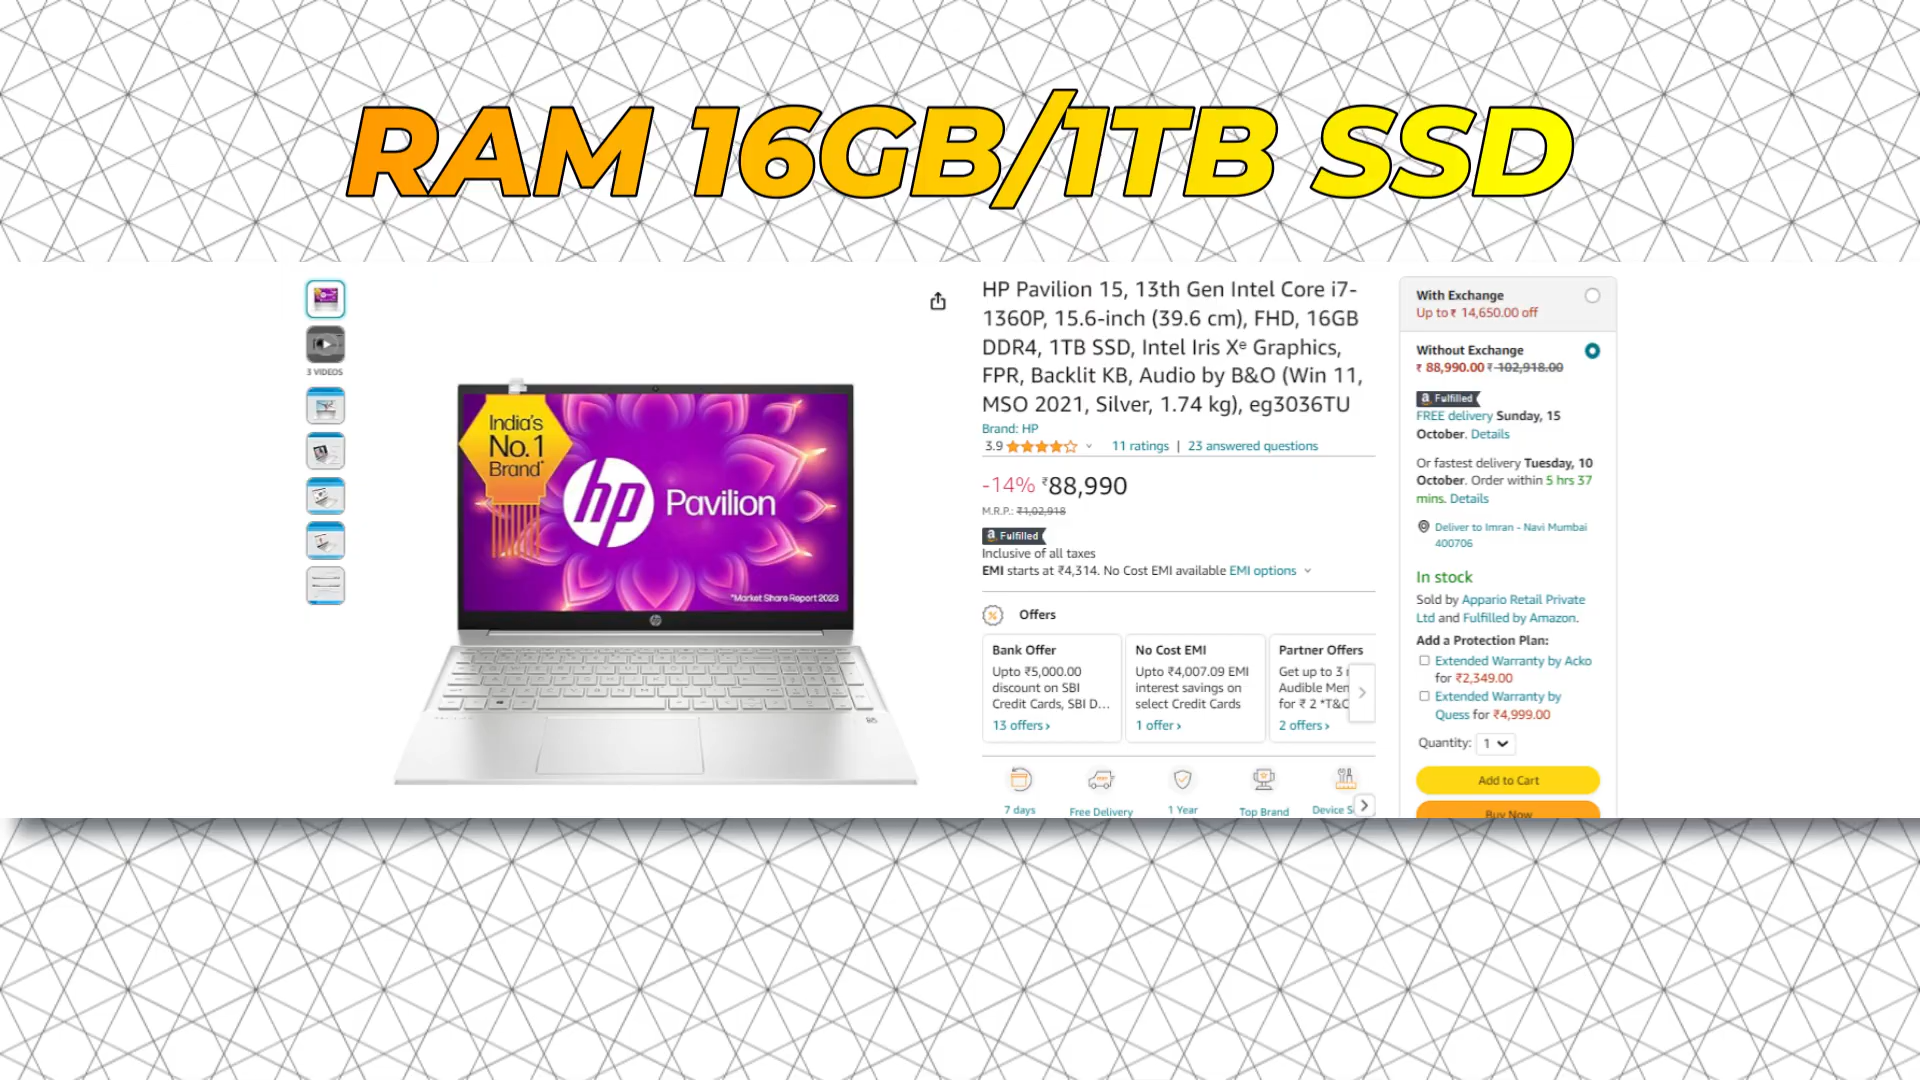 RAM 16GB/1TB SSD
3 VIDEOS
India's
No.1
Brand*
hp
Pavilion
*Market Share Report 2023
HP Pavilion 15, 13th Gen Intel Core i7-
1360P, 15.6-inch (39.6 cm), FHD, 16GB
DDR4, 1TB SSD, Intel Iris Xᵉ Graphics,
FPR, Backlit KB, Audio by B&O (Win 11,
MSO 2021, Silver, 1.74 kg), eg3036TU
Brand: HP
3.9 11 ratings | 23 answered questions
-14% ₹88,990
M.R.P.: ₹1,02,918
a Fulfilled
Inclusive of all taxes
EMI starts at ₹4,314. No Cost EMI available EMI options
Offers
Bank Offer
Upto ₹5,000.00
discount on SBI
Credit Cards, SBI D…
13 offers›
No Cost EMI
Upto ₹4,007.09 EMI
interest savings on
select Credit Cards
1 offer›
Partner Offers
Get up to 3
Audible Mem
for ₹ 2 *T&C
2 offers›
7 days
Free Delivery
1 Year
Top Brand
Device S
With Exchange
Up to ₹ 14,650.00 off
Without Exchange
₹ 88,990.00 ₹ 102,918.00
a Fulfilled
FREE delivery Sunday, 15
October. Details
Or fastest delivery Tuesday, 10
October. Order within 5 hrs 37
mins. Details
Deliver to Imran - Navi Mumbai
400706
In stock
Sold by Appario Retail Private
Ltd and Fulfilled by Amazon.
Add a Protection Plan:
Extended Warranty by Acko
for ₹2,349.00
Extended Warranty by
Quess for ₹4,999.00
Quantity: 1
Add to Cart
Buy Now